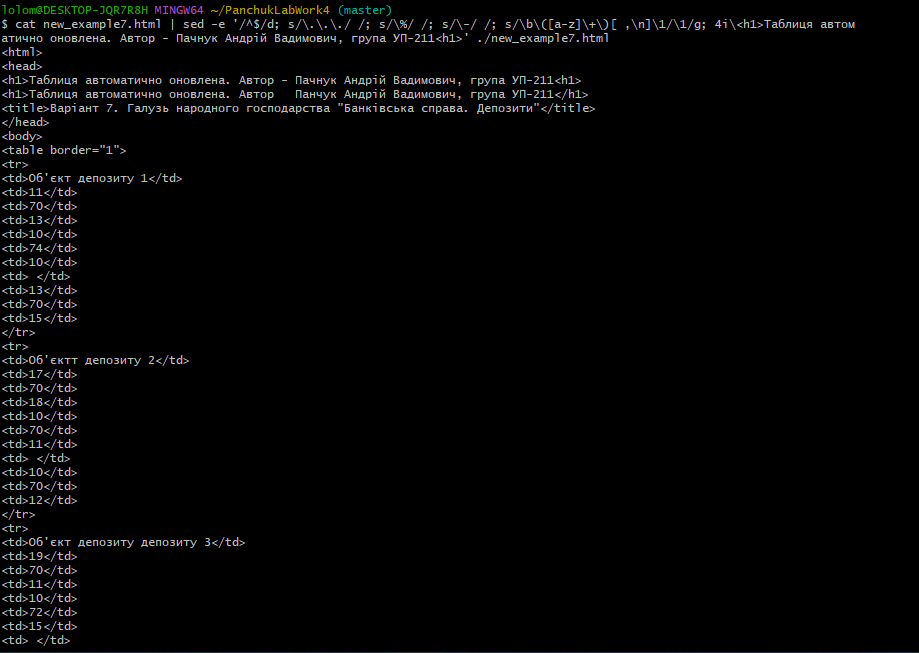 lolom@DESKTOP-JQR7R8H MINGW64 ~/PanchukLabWork4 (master)
$ cat new_example7.html | sed -e '/^$/d; s/\.\.\./ /; s/\%/ /; s/\-/ /; s/\b\([a-z]\+\)[ ,\n]\1/\1/g; 4i\<h1>Таблиця автом
атично оновлена. Автор - Пачнук Андрій Вадимович, група УП-211<h1>' ./new_example7.html
<html>
<head>
<h1>Таблиця автоматично оновлена. Автор - Пачнук Андрій Вадимович, група УП-211<h1>
<h1>Таблиця автоматично оновлена. Автор   Панчук Андрій Вадимович, група УП-211</h1>
<title>Варіант 7. Галузь народного господарства "Банківська справа. Депозити"</title>
</head>
<body>
<table border="1">
<tr>
<td>Об'єкт депозиту 1</td>
<td>11</td>
<td>70</td>
<td>13</td>
<td>10</td>
<td>74</td>
<td>10</td>
<td> </td>
<td>13</td>
<td>70</td>
<td>15</td>
</tr>
<tr>
<td>Об'єктт депозиту 2</td>
<td>17</td>
<td>70</td>
<td>18</td>
<td>10</td>
<td>70</td>
<td>11</td>
<td> </td>
<td>10</td>
<td>70</td>
<td>12</td>
</tr>
<tr>
<td>Об'єкт депозиту депозиту 3</td>
<td>19</td>
<td>70</td>
<td>11</td>
<td>10</td>
<td>72</td>
<td>15</td>
<td> </td>